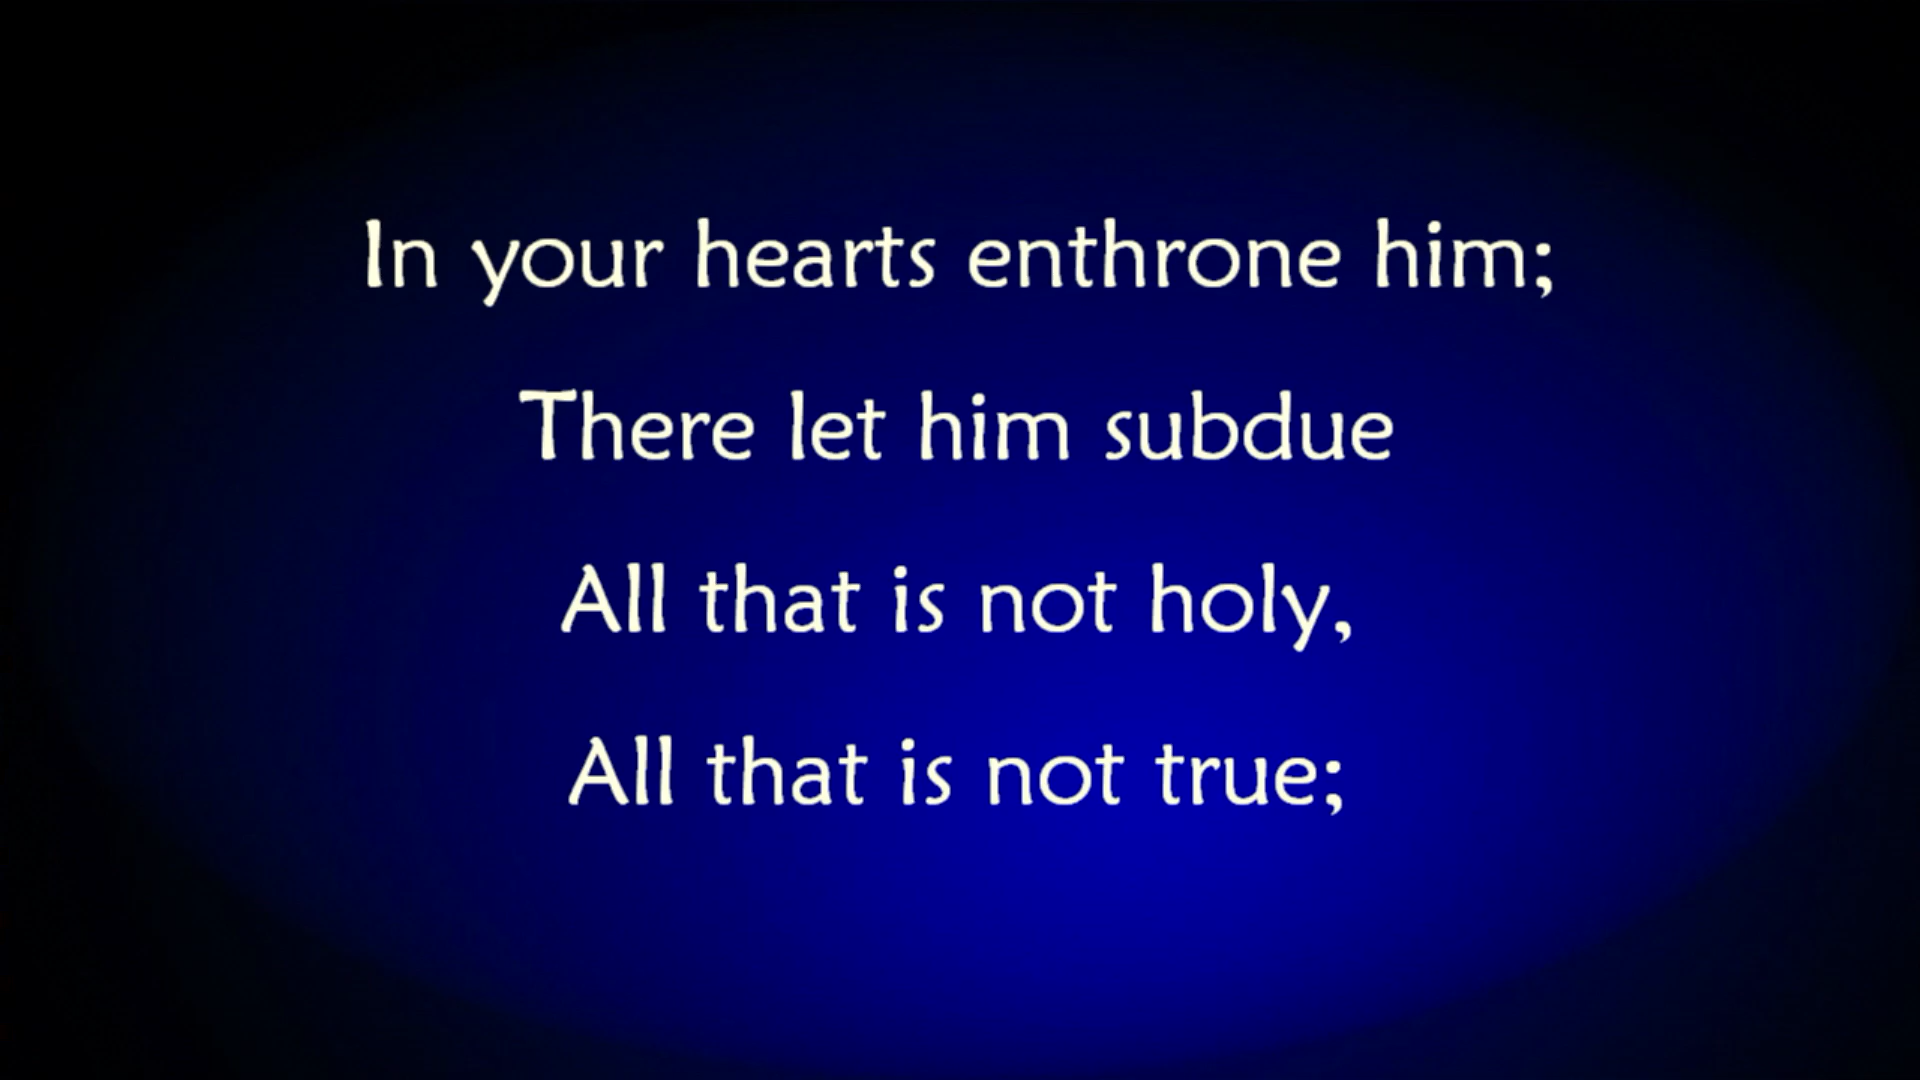 In your hearts enthrone him;
There let him subdue
All that is not holy,
All that is not true;